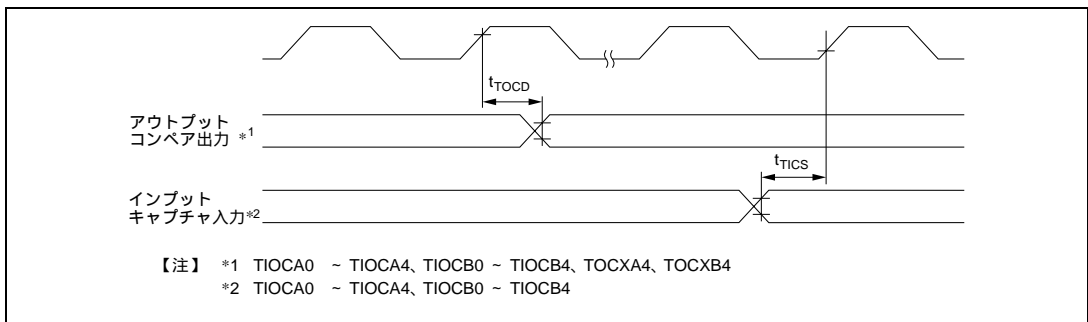 tTOCD
アウトプット
コンペア出力 *1
tTICS
インプット
キャプチャ入力*2
【注】 *1 TIOCA0 ~ TIOCA4、TIOCB0 ~ TIOCB4、TOCXA4、TOCXB4
*2 TIOCA0 ~ TIOCA4、TIOCB0 ~ TIOCB4